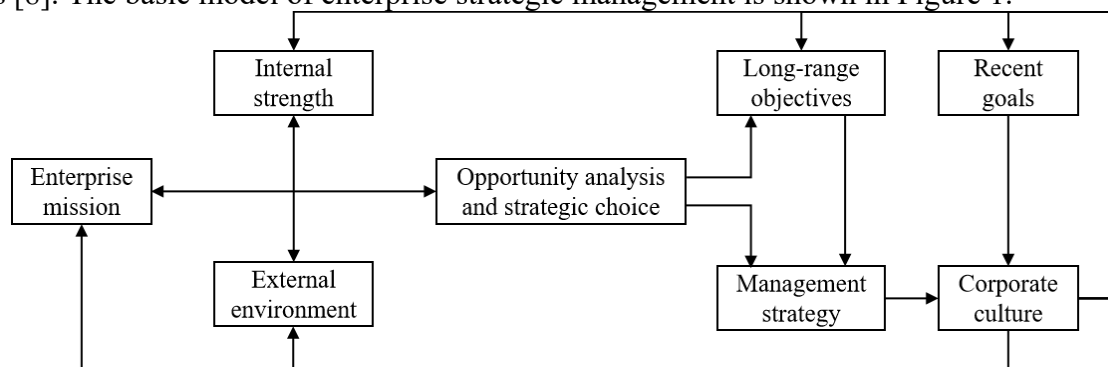 s [6]. The basic model of enterprise strategic management is shown in Figure 1.
Internal
strength
Long-range
objectives
Recent
goals
Enterprise
mission
Opportunity analysis
and strategic choice
External
environment
Management
strategy
Corporate
culture